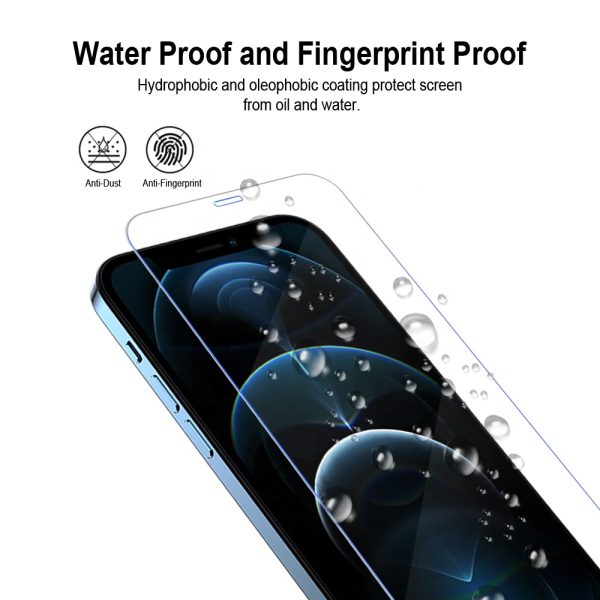 Water Proof and Fingerprint Proof
Hydrophobic and oleophobic coating protect screen
from oil and water.
Anti-Dust
Anti-Fingerprint